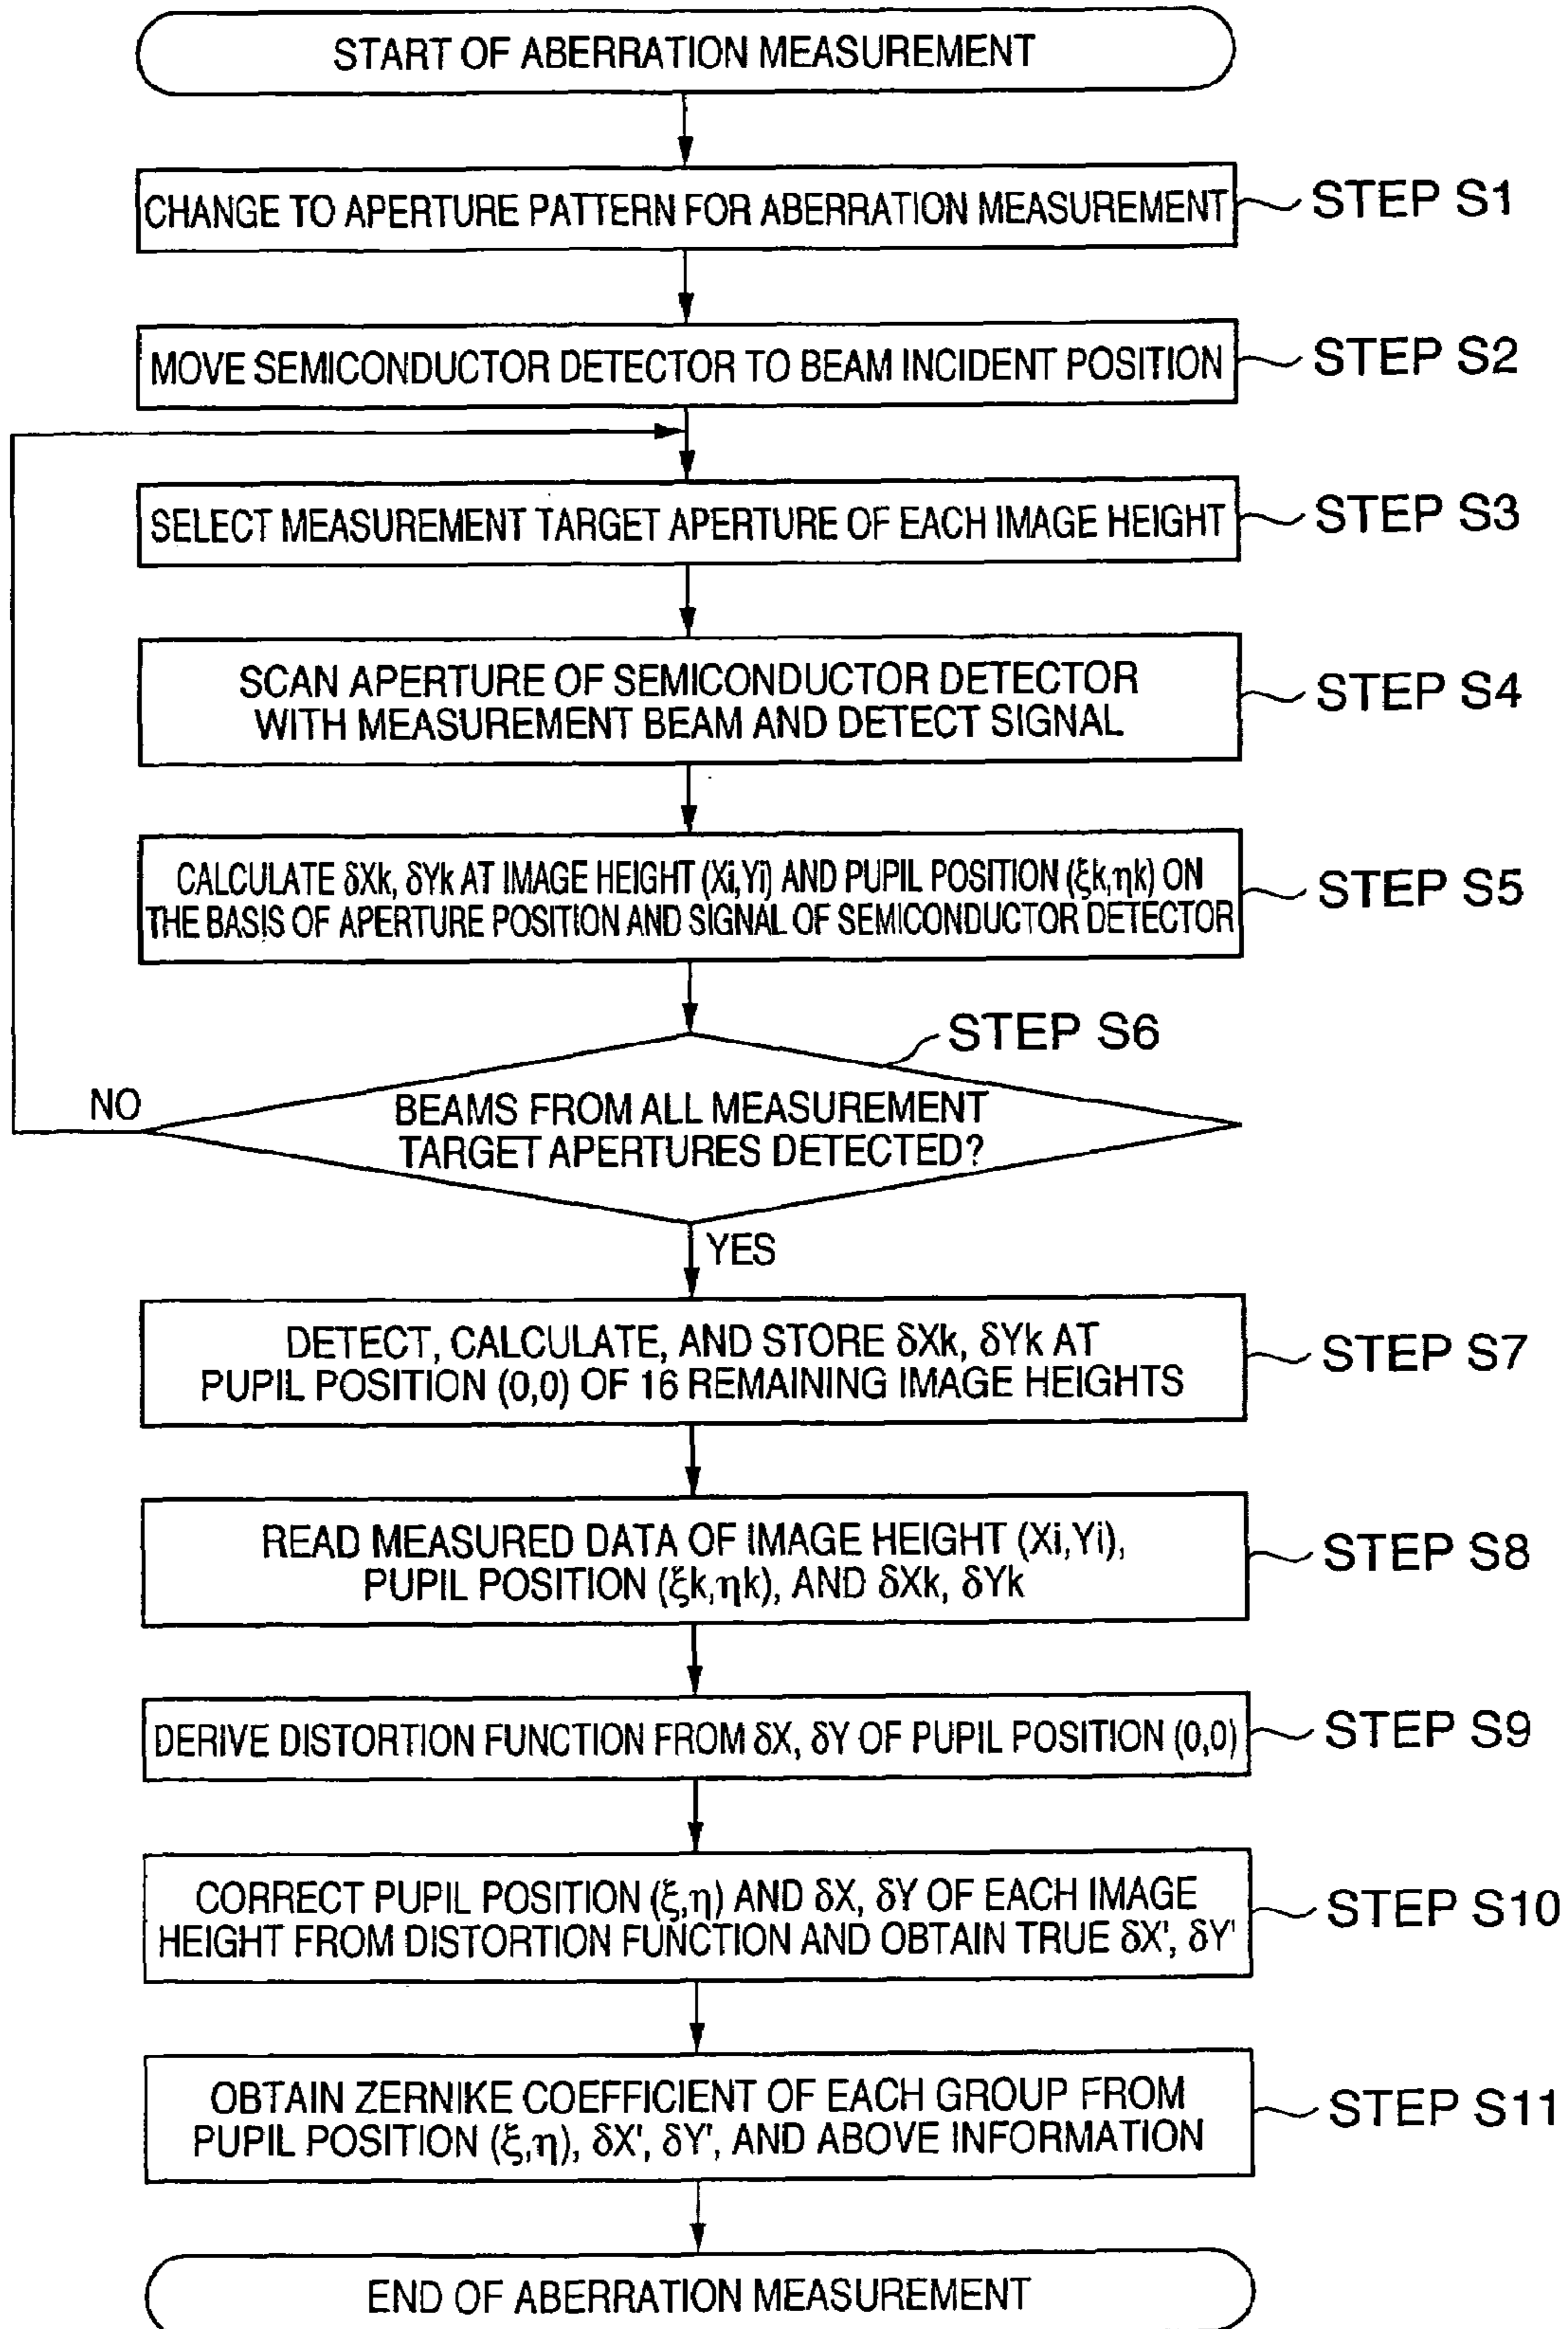 START OF ABERRATION MEASUREMENT
CHANGE TO APERTURE PATTERN FOR ABERRATION MEASUREMENT
STEP S1
MOVE SEMICONDUCTOR DETECTOR TO BEAM INCIDENT POSITION
STEP S2
SELECT MEASUREMENT TARGET APERTURE OF EACH IMAGE HEIGHT
STEP S3
SCAN APERTURE OF SEMICONDUCTOR DETECTOR
WITH MEASUREMENT BEAM AND DETECT SIGNAL
STEP S4
CALCULATE δXk, δYk AT IMAGE HEIGHT (Xi,Yi) AND PUPIL POSITION (ξk,ηk) ON
THE BASIS OF APERTURE POSITION AND SIGNAL OF SEMICONDUCTOR DETECTOR
STEP S5
STEP S6
BEAMS FROM ALL MEASUREMENT
TARGET APERTURES DETECTED?
NO
YES
DETECT, CALCULATE, AND STORE δXk, δYk AT
PUPIL POSITION (0,0) OF 16 REMAINING IMAGE HEIGHTS
STEP S7
READ MEASURED DATA OF IMAGE HEIGHT (Xi,Yi),
PUPIL POSITION (ξk,ηk), AND δXk, δYk
STEP S8
DERIVE DISTORTION FUNCTION FROM δX, δY OF PUPIL POSITION (0,0)
STEP S9
CORRECT PUPIL POSITION (ξ,η) AND δX, δY OF EACH IMAGE
HEIGHT FROM DISTORTION FUNCTION AND OBTAIN TRUE δX', δY'
STEP S10
OBTAIN ZERNIKE COEFFICIENT OF EACH GROUP FROM
PUPIL POSITION (ξ,η), δX', δY', AND ABOVE INFORMATION
STEP S11
END OF ABERRATION MEASUREMENT